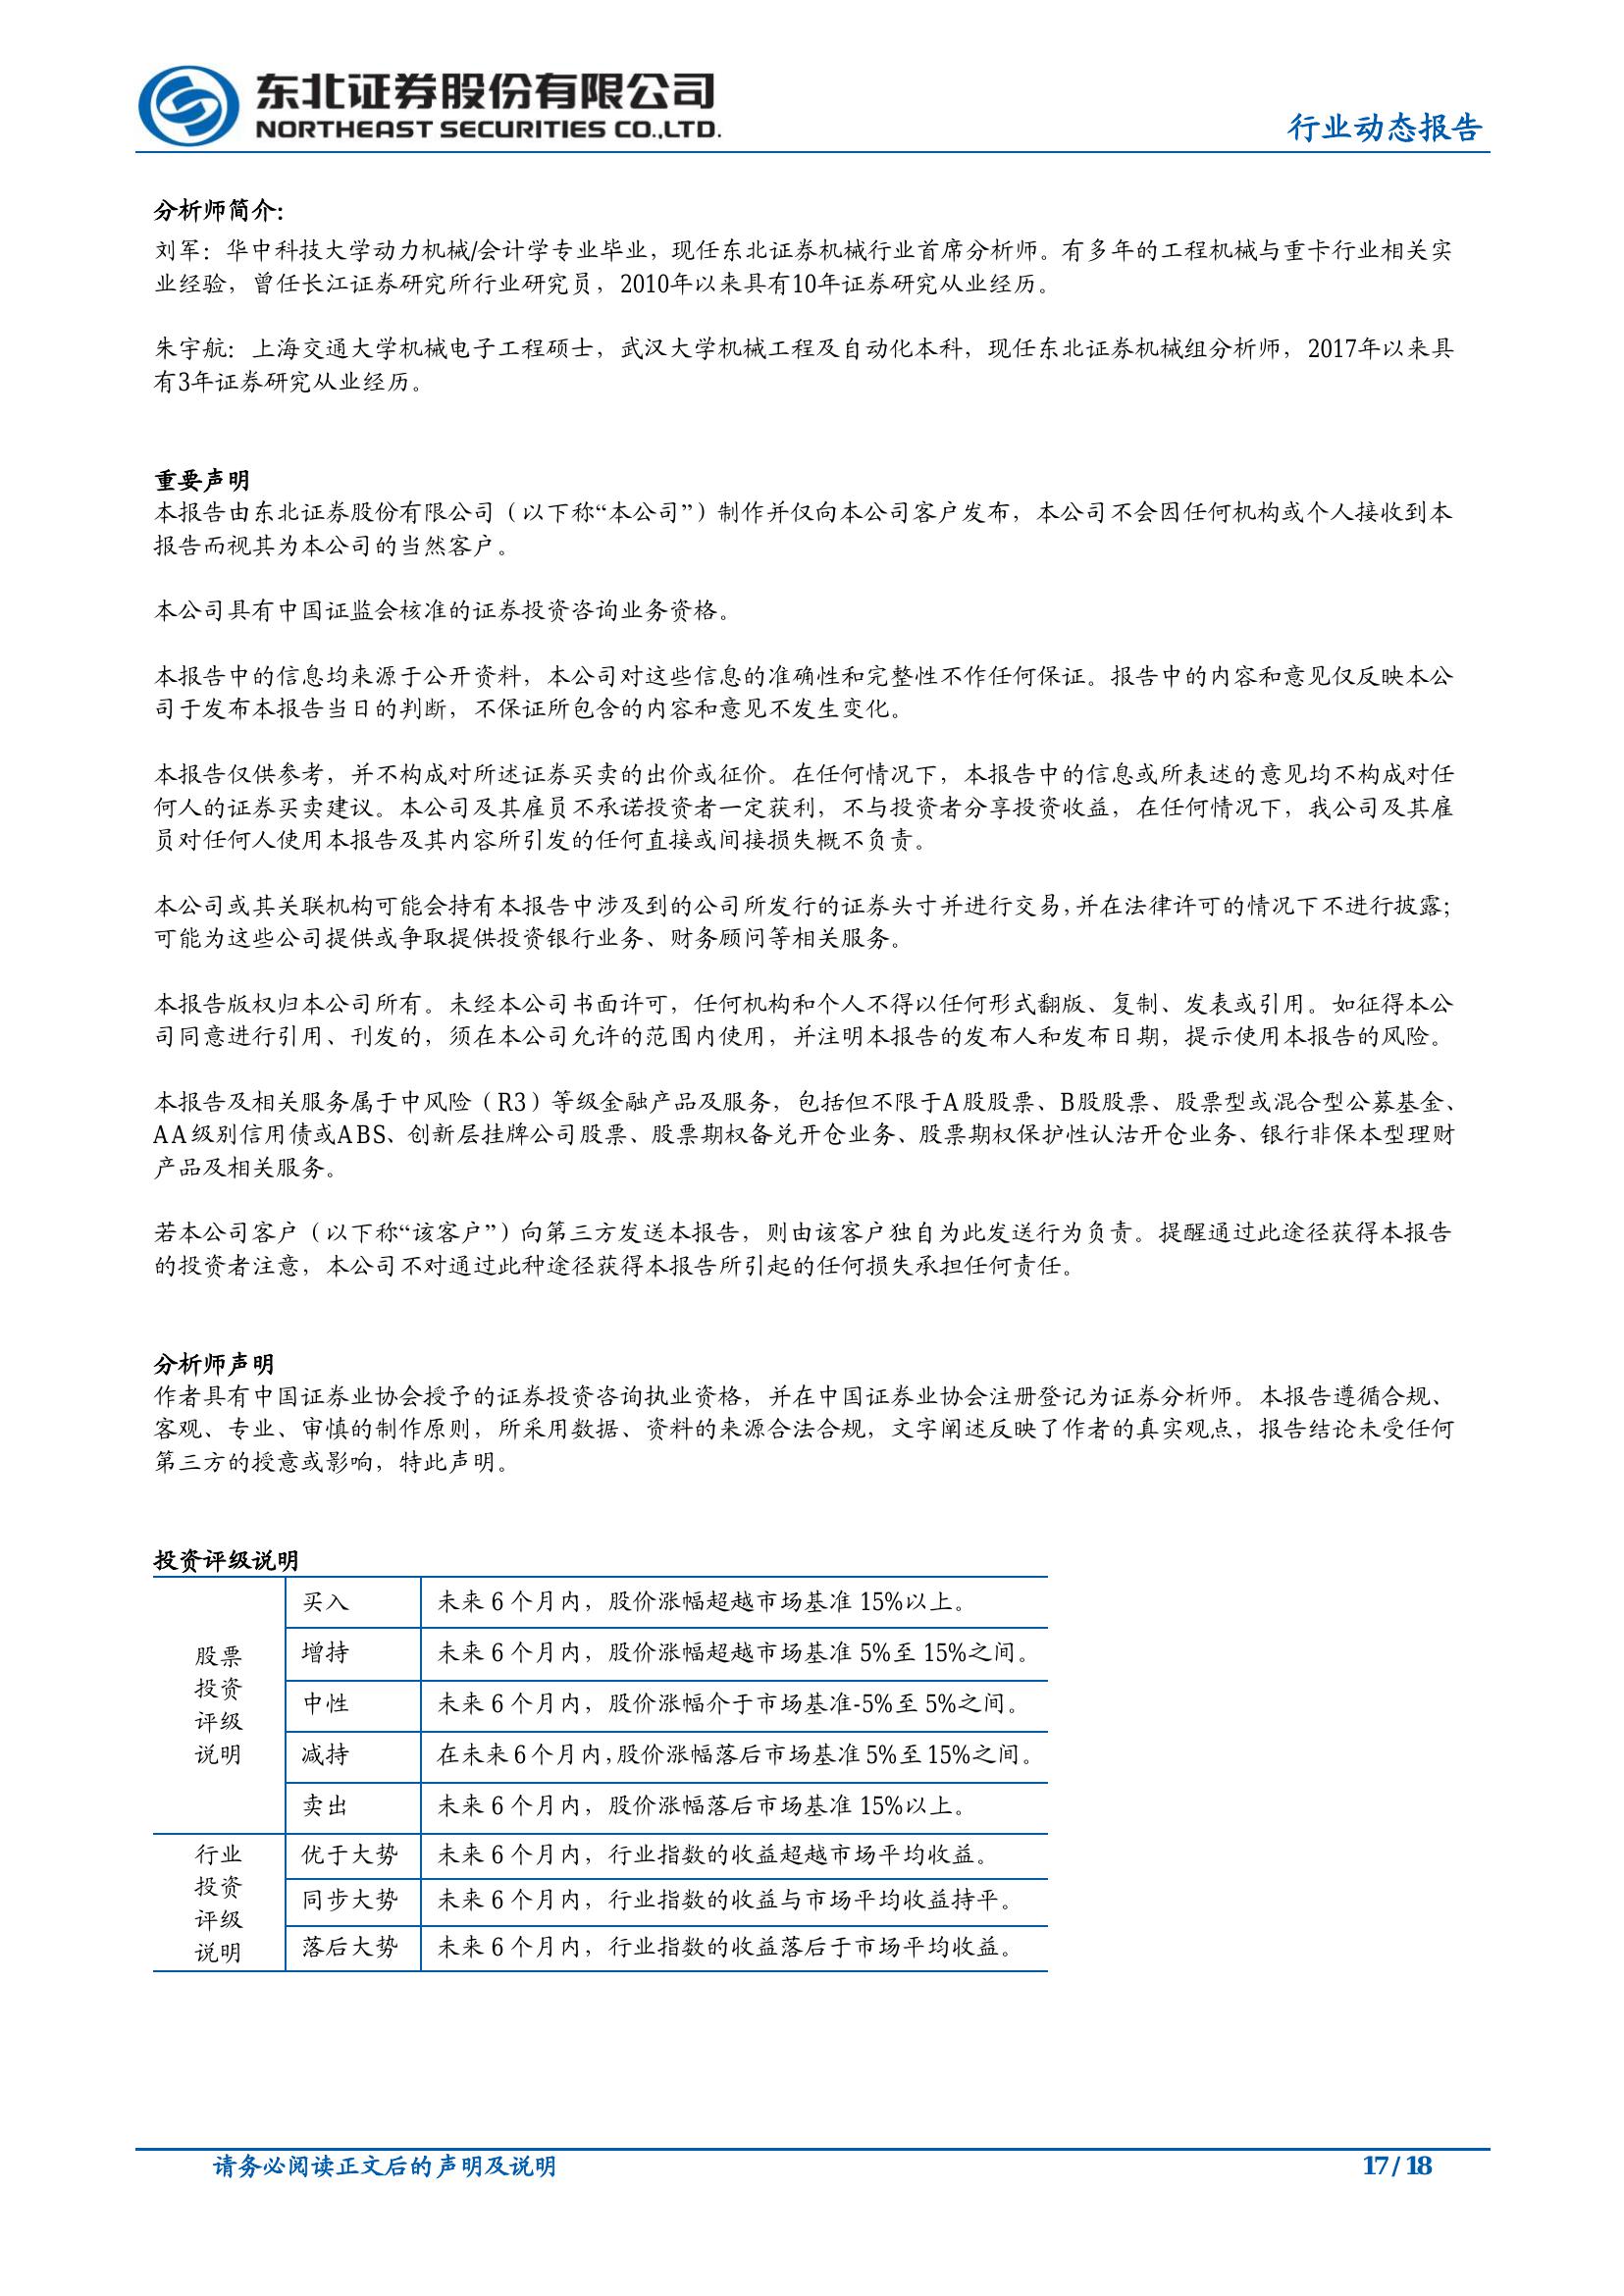 东北证券股份有限公司
NORTHEAST SECURITIES CO.,LTD.
行业动态报告
分析师简介:
刘军：华中科技大学动力机械/会计学专业毕业，现任东北证券机械行业首席分析师。有多年的工程机械与重卡行业相关实
业经验，曾任长江证券研究所行业研究员，2010年以来具有10年证券研究从业经历。
朱宇航：上海交通大学机械电子工程硕士，武汉大学机械工程及自动化本科，现任东北证券机械组分析师，2017年以来具
有3年证券研究从业经历。
重要声明
本报告由东北证券股份有限公司（以下称“本公司”）制作并仅向本公司客户发布，本公司不会因任何机构或个人接收到本
报告而视其为本公司的当然客户。
本公司具有中国证监会核准的证券投资咨询业务资格。
本报告中的信息均来源于公开资料，本公司对这些信息的准确性和完整性不作任何保证。报告中的内容和意见仅反映本公
司于发布本报告当日的判断，不保证所包含的内容和意见不发生变化。
本报告仅供参考，并不构成对所述证券买卖的出价或征价。在任何情况下，本报告中的信息或所表述的意见均不构成对任
何人的证券买卖建议。本公司及其雇员不承诺投资者一定获利，不与投资者分享投资收益，在任何情况下，我公司及其雇
员对任何人使用本报告及其内容所引发的任何直接或间接损失概不负责。
本公司或其关联机构可能会持有本报告中涉及到的公司所发行的证券头寸并进行交易，并在法律许可的情况下不进行披露；
可能为这些公司提供或争取提供投资银行业务、财务顾问等相关服务。
本报告版权归本公司所有。未经本公司书面许可，任何机构和个人不得以任何形式翻版、复制、发表或引用。如征得本公
司同意进行引用、刊发的，须在本公司允许的范围内使用，并注明本报告的发布人和发布日期，提示使用本报告的风险。
本报告及相关服务属于中风险（R3）等级金融产品及服务，包括但不限于A股股票、B股股票、股票型或混合型公募基金、
AA级别信用债或ABS、创新层挂牌公司股票、股票期权备兑开仓业务、股票期权保护性认沽开仓业务、银行非保本型理财
产品及相关服务。
若本公司客户（以下称“该客户”）向第三方发送本报告，则由该客户独自为此发送行为负责。提醒通过此途径获得本报告
的投资者注意，本公司不对通过此种途径获得本报告所引起的任何损失承担任何责任。
分析师声明
作者具有中国证券业协会授予的证券投资咨询执业资格，并在中国证券业协会注册登记为证券分析师。本报告遵循合规、
客观、专业、审慎的制作原则，所采用数据、资料的来源合法合规，文字阐述反映了作者的真实观点，报告结论未受任何
第三方的授意或影响，特此声明。
投资评级说明
股票
投资
评级
说明
买入 未来 6 个月内，股价涨幅超越市场基准 15%以上。
增持 未来 6 个月内，股价涨幅超越市场基准 5%至 15%之间。
中性 未来 6 个月内，股价涨幅介于市场基准-5%至 5%之间。
减持 在未来 6 个月内，股价涨幅落后市场基准 5%至 15%之间。
卖出 未来 6 个月内，股价涨幅落后市场基准 15%以上。
行业
投资
评级
说明
优于大势 未来 6 个月内，行业指数的收益超越市场平均收益。
同步大势 未来 6 个月内，行业指数的收益与市场平均收益持平。
落后大势 未来 6 个月内，行业指数的收益落后于市场平均收益。
请务必阅读正文后的声明及说明
17 / 18